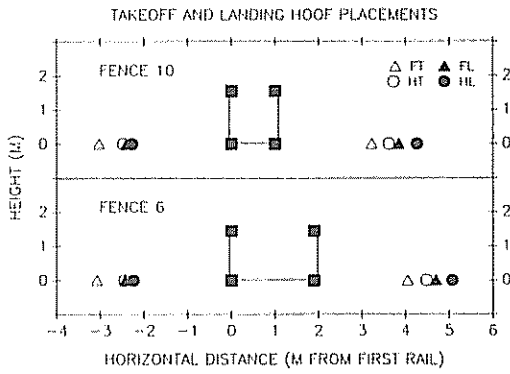 TAKEOFF AND LANDING HOOF PLACEMENTS
FENCE 10
FT FL
HT HL
2 2
1 1
0 0
HEIGHT (M)
FENCE 6
2 2
1 1
0 0
−4 −3 −2 −1 0 1 2 3 4 5 6
HORIZONTAL DISTANCE (M FROM FIRST RAIL)